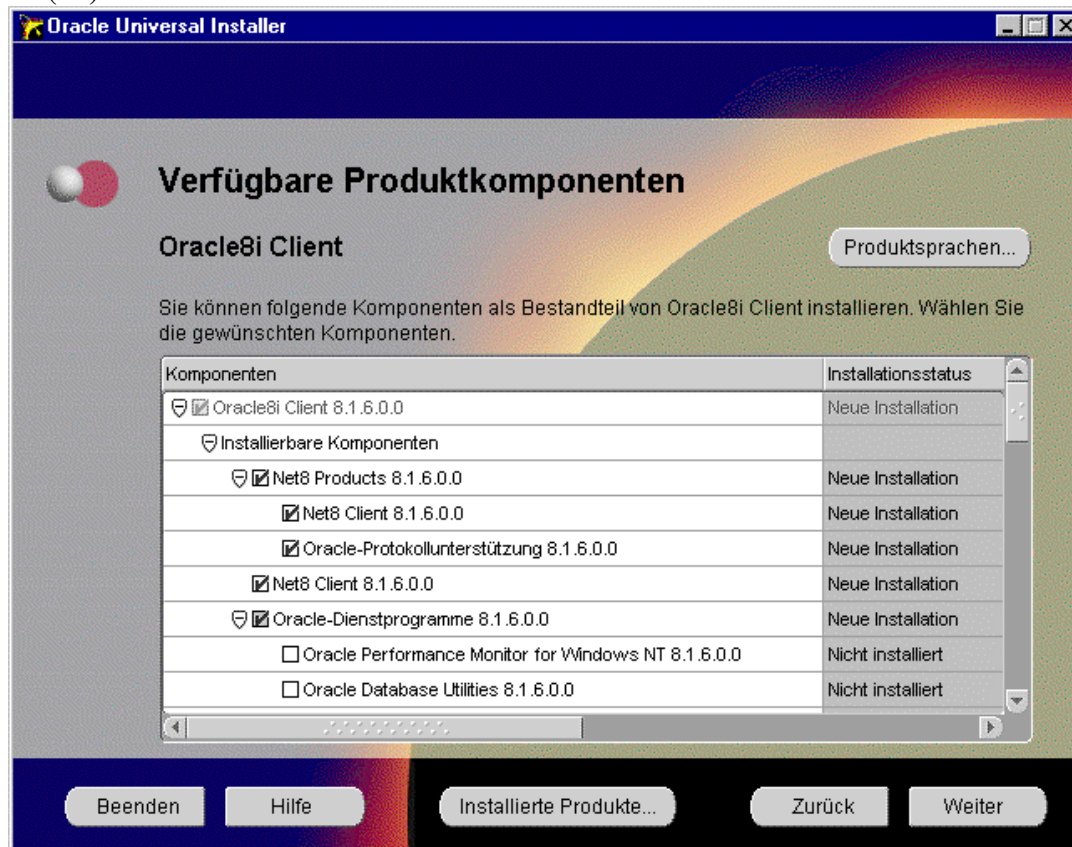 Oracle Universal Installer
Verfügbare Produktkomponenten
Oracle8i Client
Produktsprachen...
Sie können folgende Komponenten als Bestandteil von Oracle8i Client installieren. Wählen Sie
die gewünschten Komponenten.
Komponenten Installationsstatus
Oracle8i Client 8.1.6.0.0 Neue Installation
Installierbare Komponenten
Net8 Products 8.1.6.0.0 Neue Installation
Net8 Client 8.1.6.0.0 Neue Installation
Oracle-Protokollunterstützung 8.1.6.0.0 Neue Installation
Net8 Client 8.1.6.0.0 Neue Installation
Oracle-Dienstprogramme 8.1.6.0.0 Neue Installation
Oracle Performance Monitor for Windows NT 8.1.6.0.0 Nicht installiert
Oracle Database Utilities 8.1.6.0.0 Nicht installiert
Beenden Hilfe Installierte Produkte... Zurück Weiter